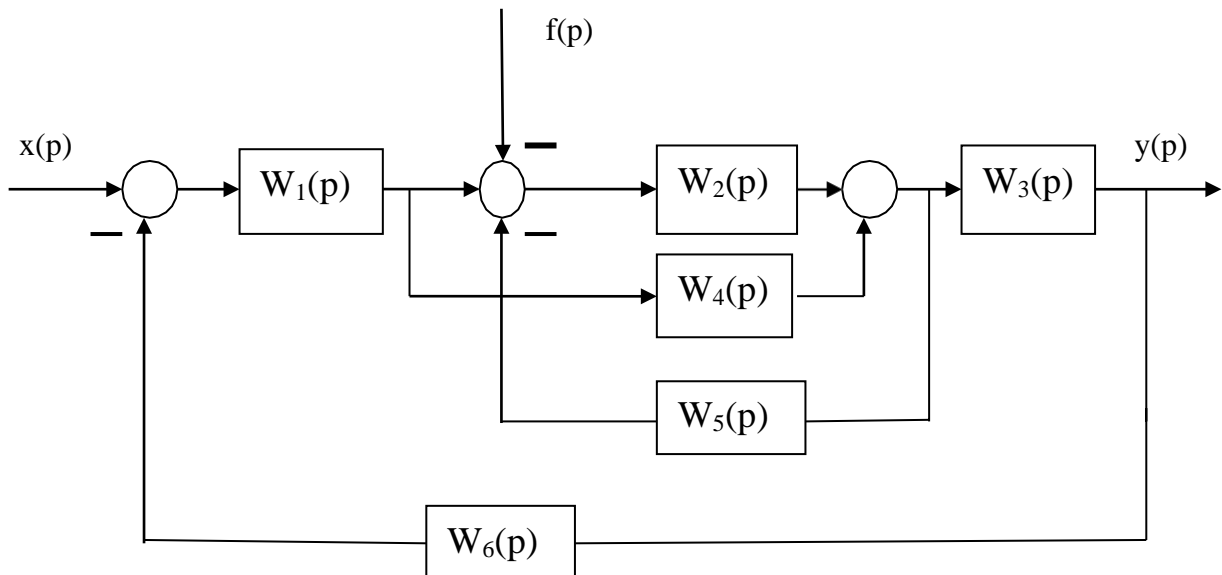 f(p)
x(p)
y(p)
W₁(p)
W₂(p)
W₃(p)
W₄(p)
W₅(p)
W₆(p)